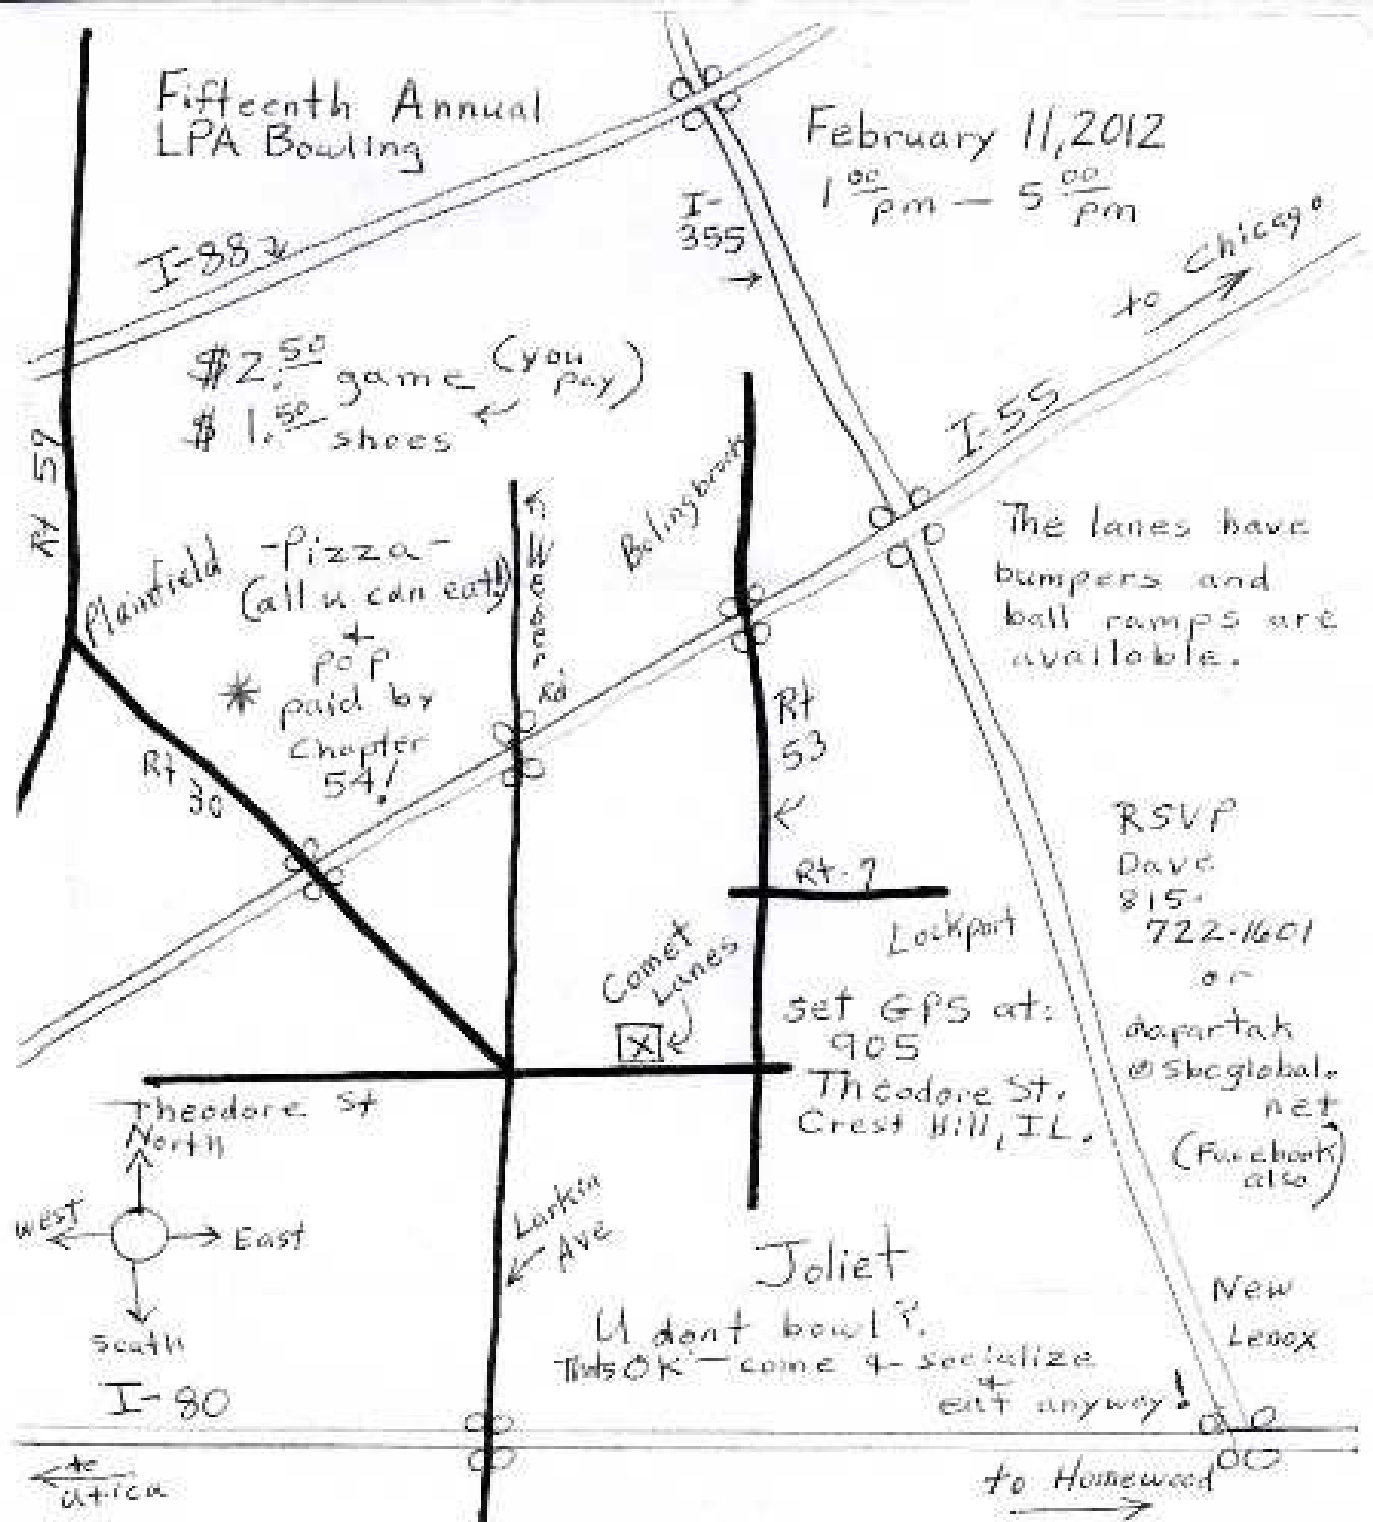 Fifteenth Annual
LPA Bowling
February 11, 2012
1 00 pm — 5 00 pm
I-88
I-
355
to Chicago
$2.50 game (you pay)
$1.50 shoes
I-55
Rt 59
Plainfield
-Pizza-
(all u can eat!)
+
pop
* paid by
Chapter
54!
Weber Rd
Bolingbrook
The lanes have
bumpers and
ball ramps are
available.
Rt
53
Rt 30
Rt-7
Lockport
RSVP
Dave
815-
722-1601
or
dapartak
@sbcglobal.
net
(Facebook
also)
Comet
Lanes
X
set GPS at:
905
Theodore St.
Crest Hill, IL.
Theodore St
North
West
East
South
Larkin
Ave
Joliet
U dont bowl?
Thats OK — come + socialize
+
eat anyway!
New
Lenox
I-80
to
Utica
to Homewood